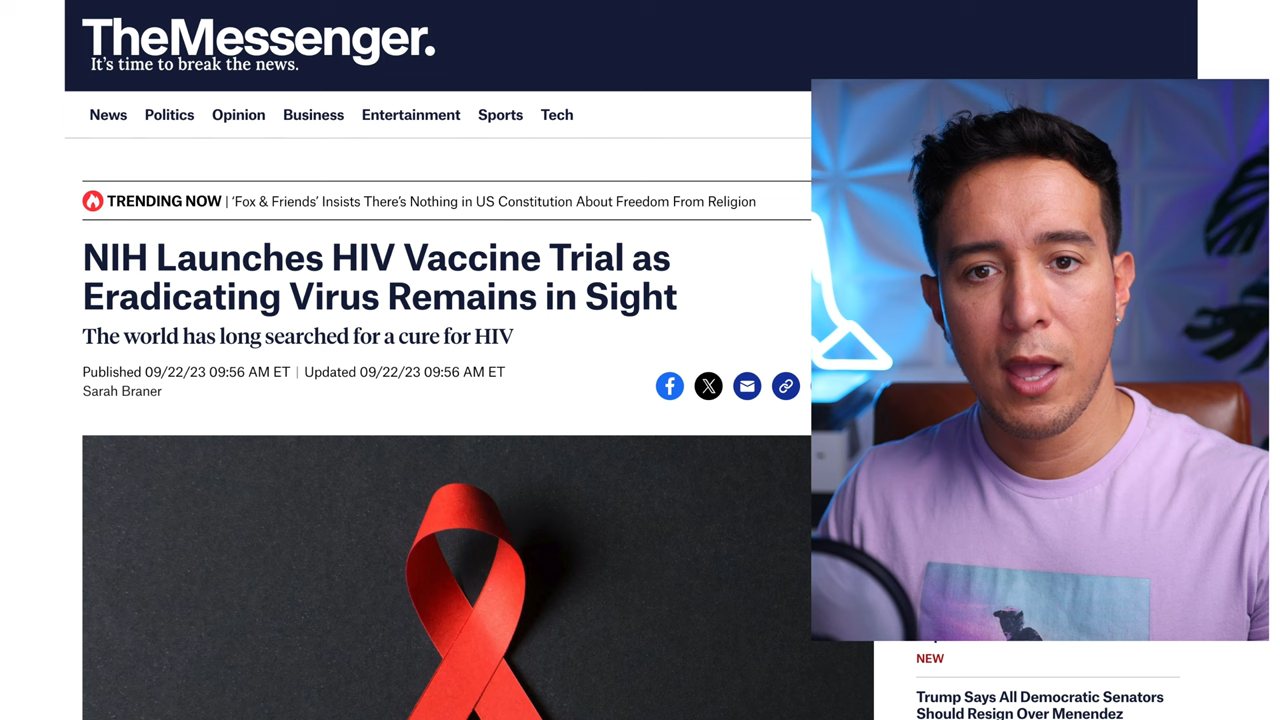 TheMessenger.
It's time to break the news.
News Politics Opinion Business Entertainment Sports Tech
TRENDING NOW | 'Fox & Friends' Insists There's Nothing in US Constitution About Freedom From Religion
NIH Launches HIV Vaccine Trial as
Eradicating Virus Remains in Sight
The world has long searched for a cure for HIV
Published 09/22/23 09:56 AM ET | Updated 09/22/23 09:56 AM ET
Sarah Braner
NEW
Trump Says All Democratic Senators
Should Resign Over Menendez